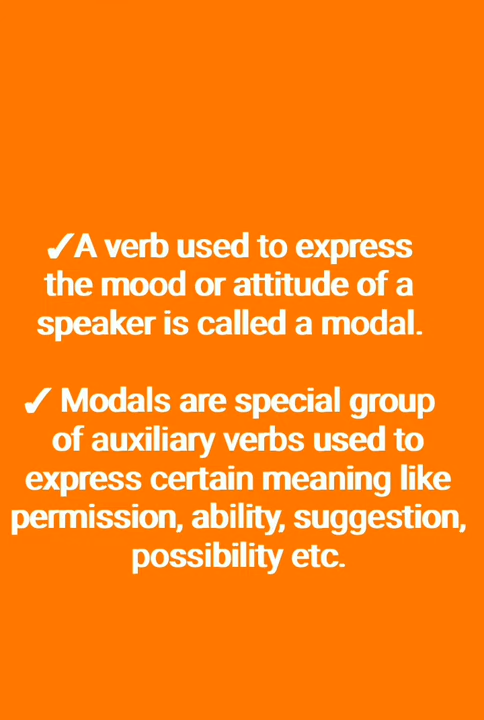 ✔A verb used to express
the mood or attitude of a
speaker is called a modal.
✔ Modals are special group
of auxiliary verbs used to
express certain meaning like
permission, ability, suggestion,
possibility etc.